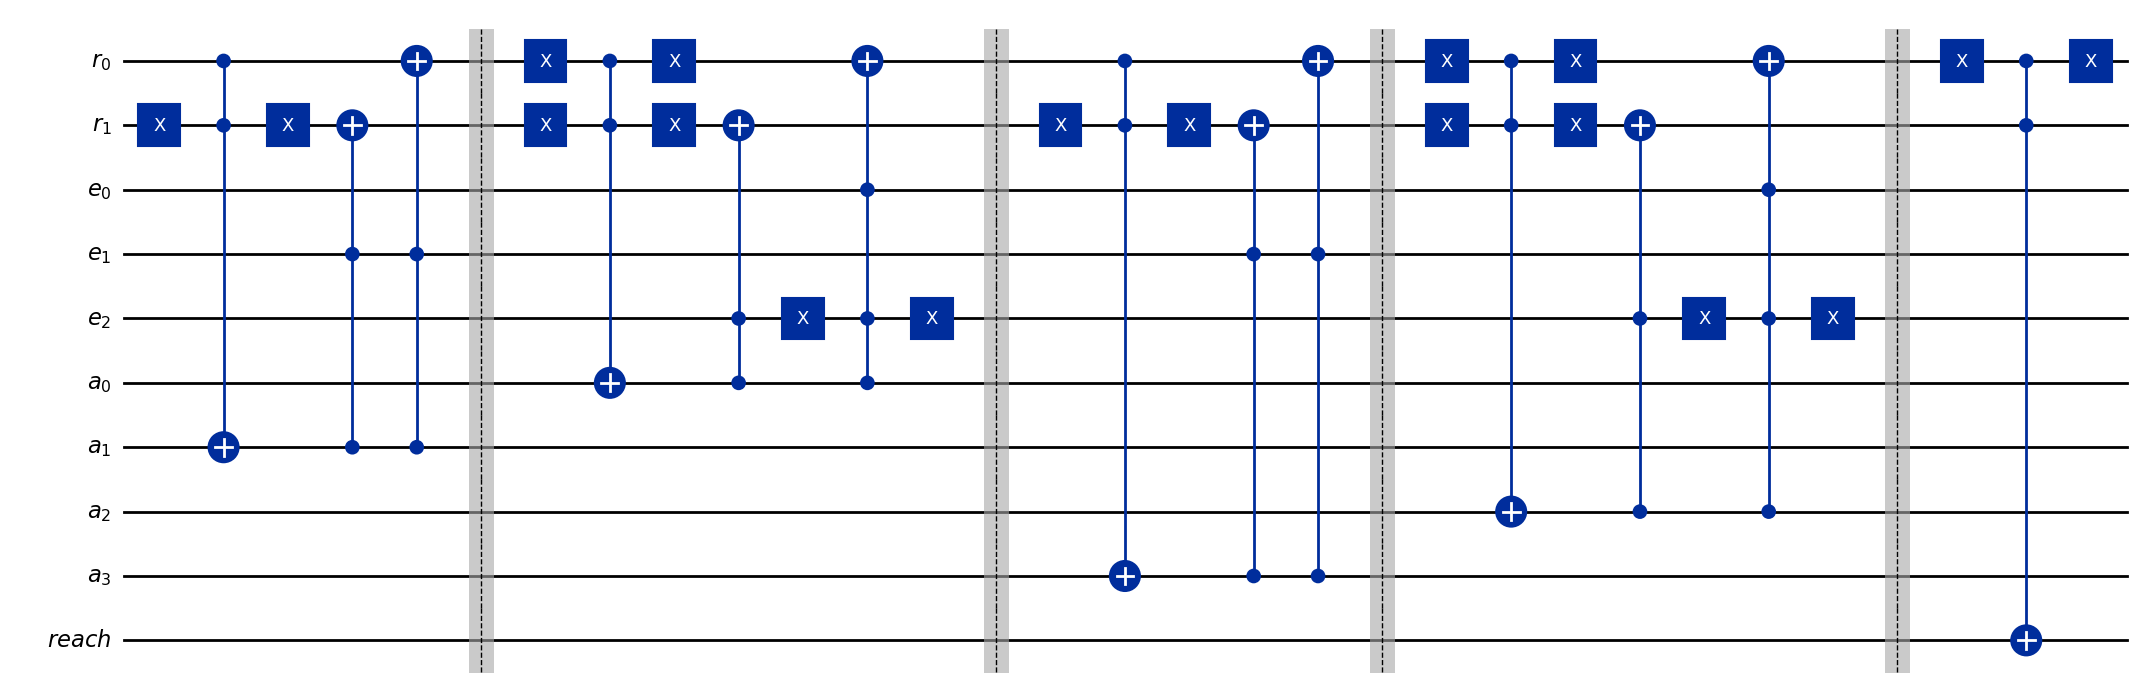 r0 X X X X
r1 X X X X X X X X
e0
e1
e2 X X X X
a0
a1
a2
a3
reach